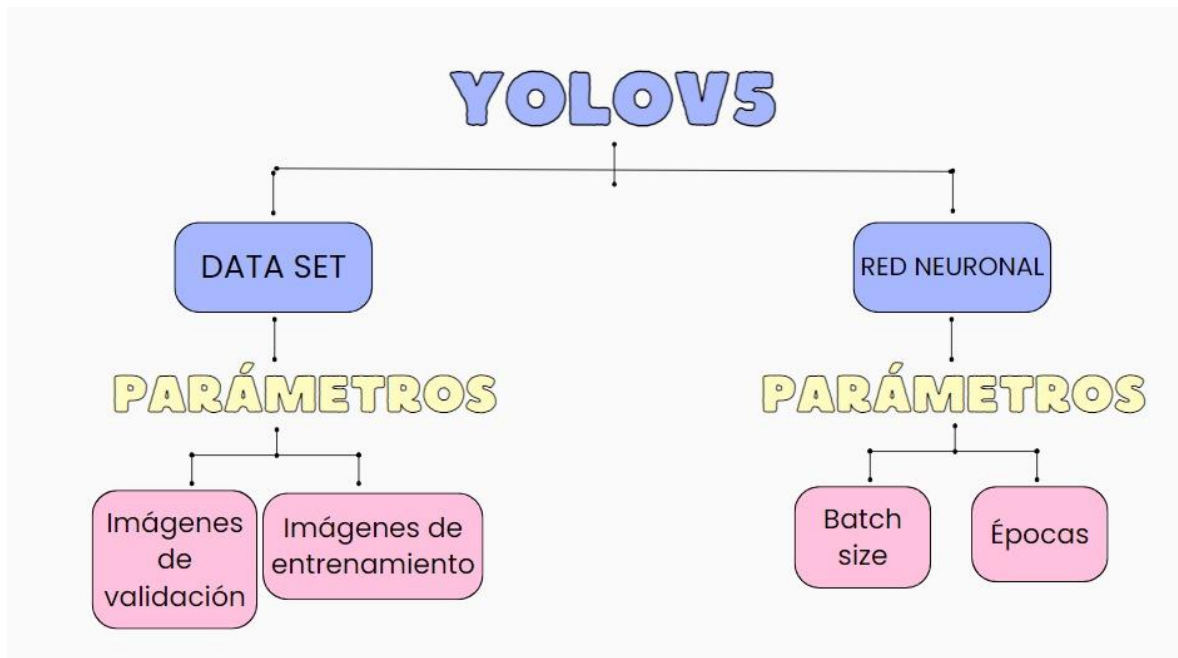 YOLOV5
DATA SET
RED NEURONAL
PARÁMETROS
PARÁMETROS
Imágenes
de
validación
Imágenes de
entrenamiento
Batch
size
Épocas